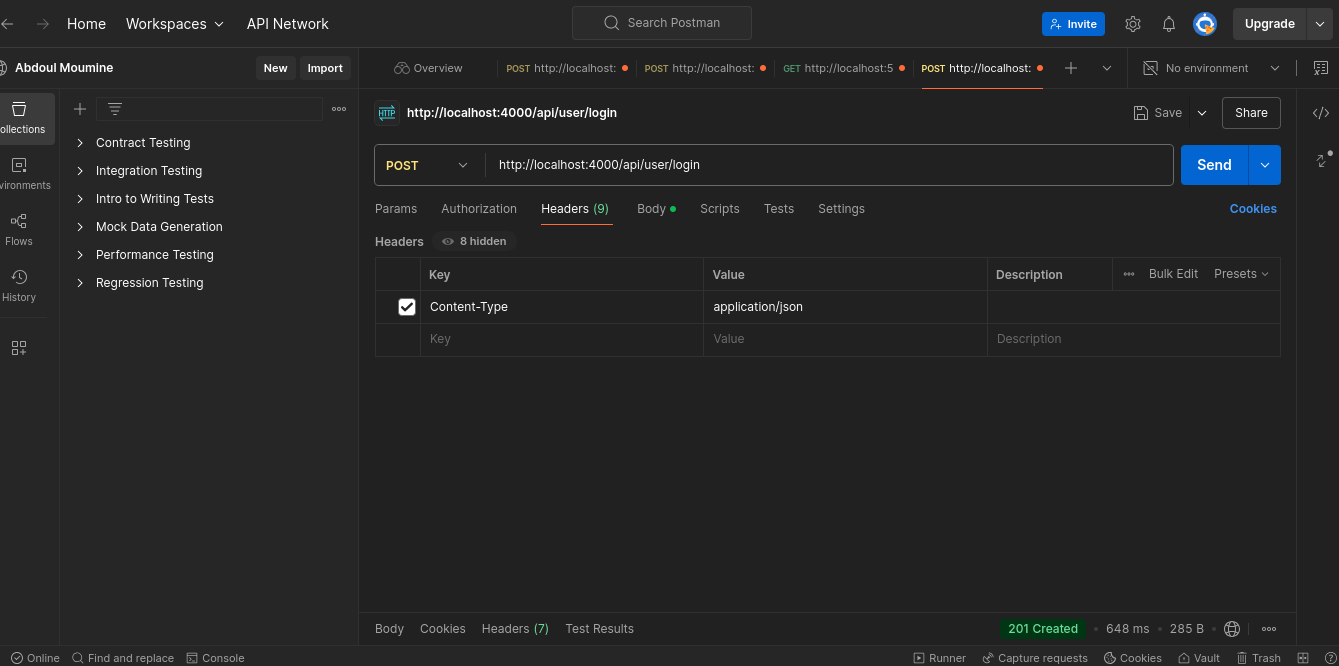 Home Workspaces API Network Search Postman Invite Upgrade
Abdoul Moumine New Import Overview POST http://localhost: POST http://localhost: GET http://localhost:5 POST http://localhost: No environment
HTTP http://localhost:4000/api/user/login Save Share
ollections
Contract Testing
Integration Testing
Intro to Writing Tests
Mock Data Generation
Performance Testing
Regression Testing
vironments
Flows
History
POST http://localhost:4000/api/user/login Send
Params Authorization Headers (9) Body Scripts Tests Settings Cookies
Headers 8 hidden
Key Value Description Bulk Edit Presets
Content-Type application/json
Key Value Description
Body Cookies Headers (7) Test Results 201 Created 648 ms 285 B
Online Find and replace Console Runner Capture requests Cookies Vault Trash